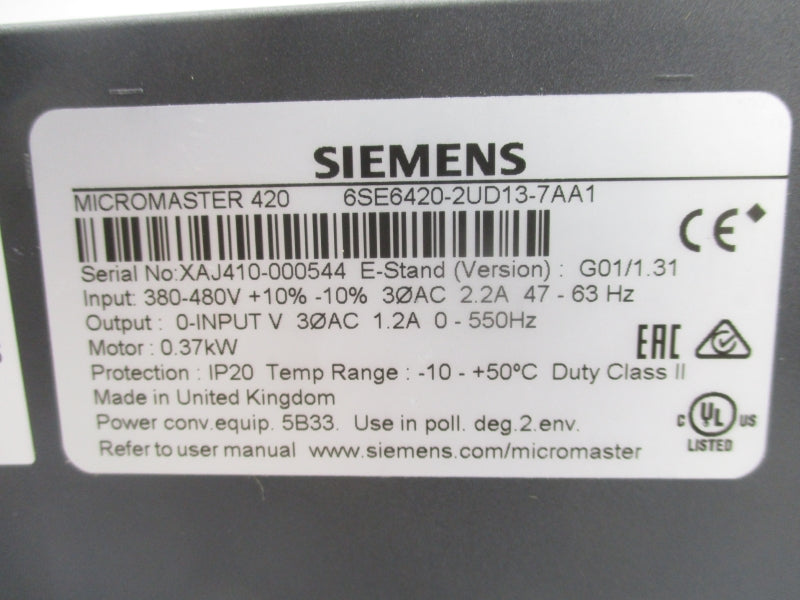 SIEMENS
MICROMASTER 420 6SE6420-2UD13-7AA1
CE
Serial No:XAJ410-000544 E-Stand (Version) : G01/1.31
Input: 380-480V +10% -10% 3ØAC 2.2A 47 - 63 Hz
Output : 0-INPUT V 3ØAC 1.2A 0 - 550Hz
Motor : 0.37kW
EAC
Protection : IP20 Temp Range : -10 - +50ºC Duty Class II
Made in United Kingdom
Power conv.equip. 5B33. Use in poll. deg.2.env.
C UL US
LISTED
Refer to user manual www.siemens.com/micromaster